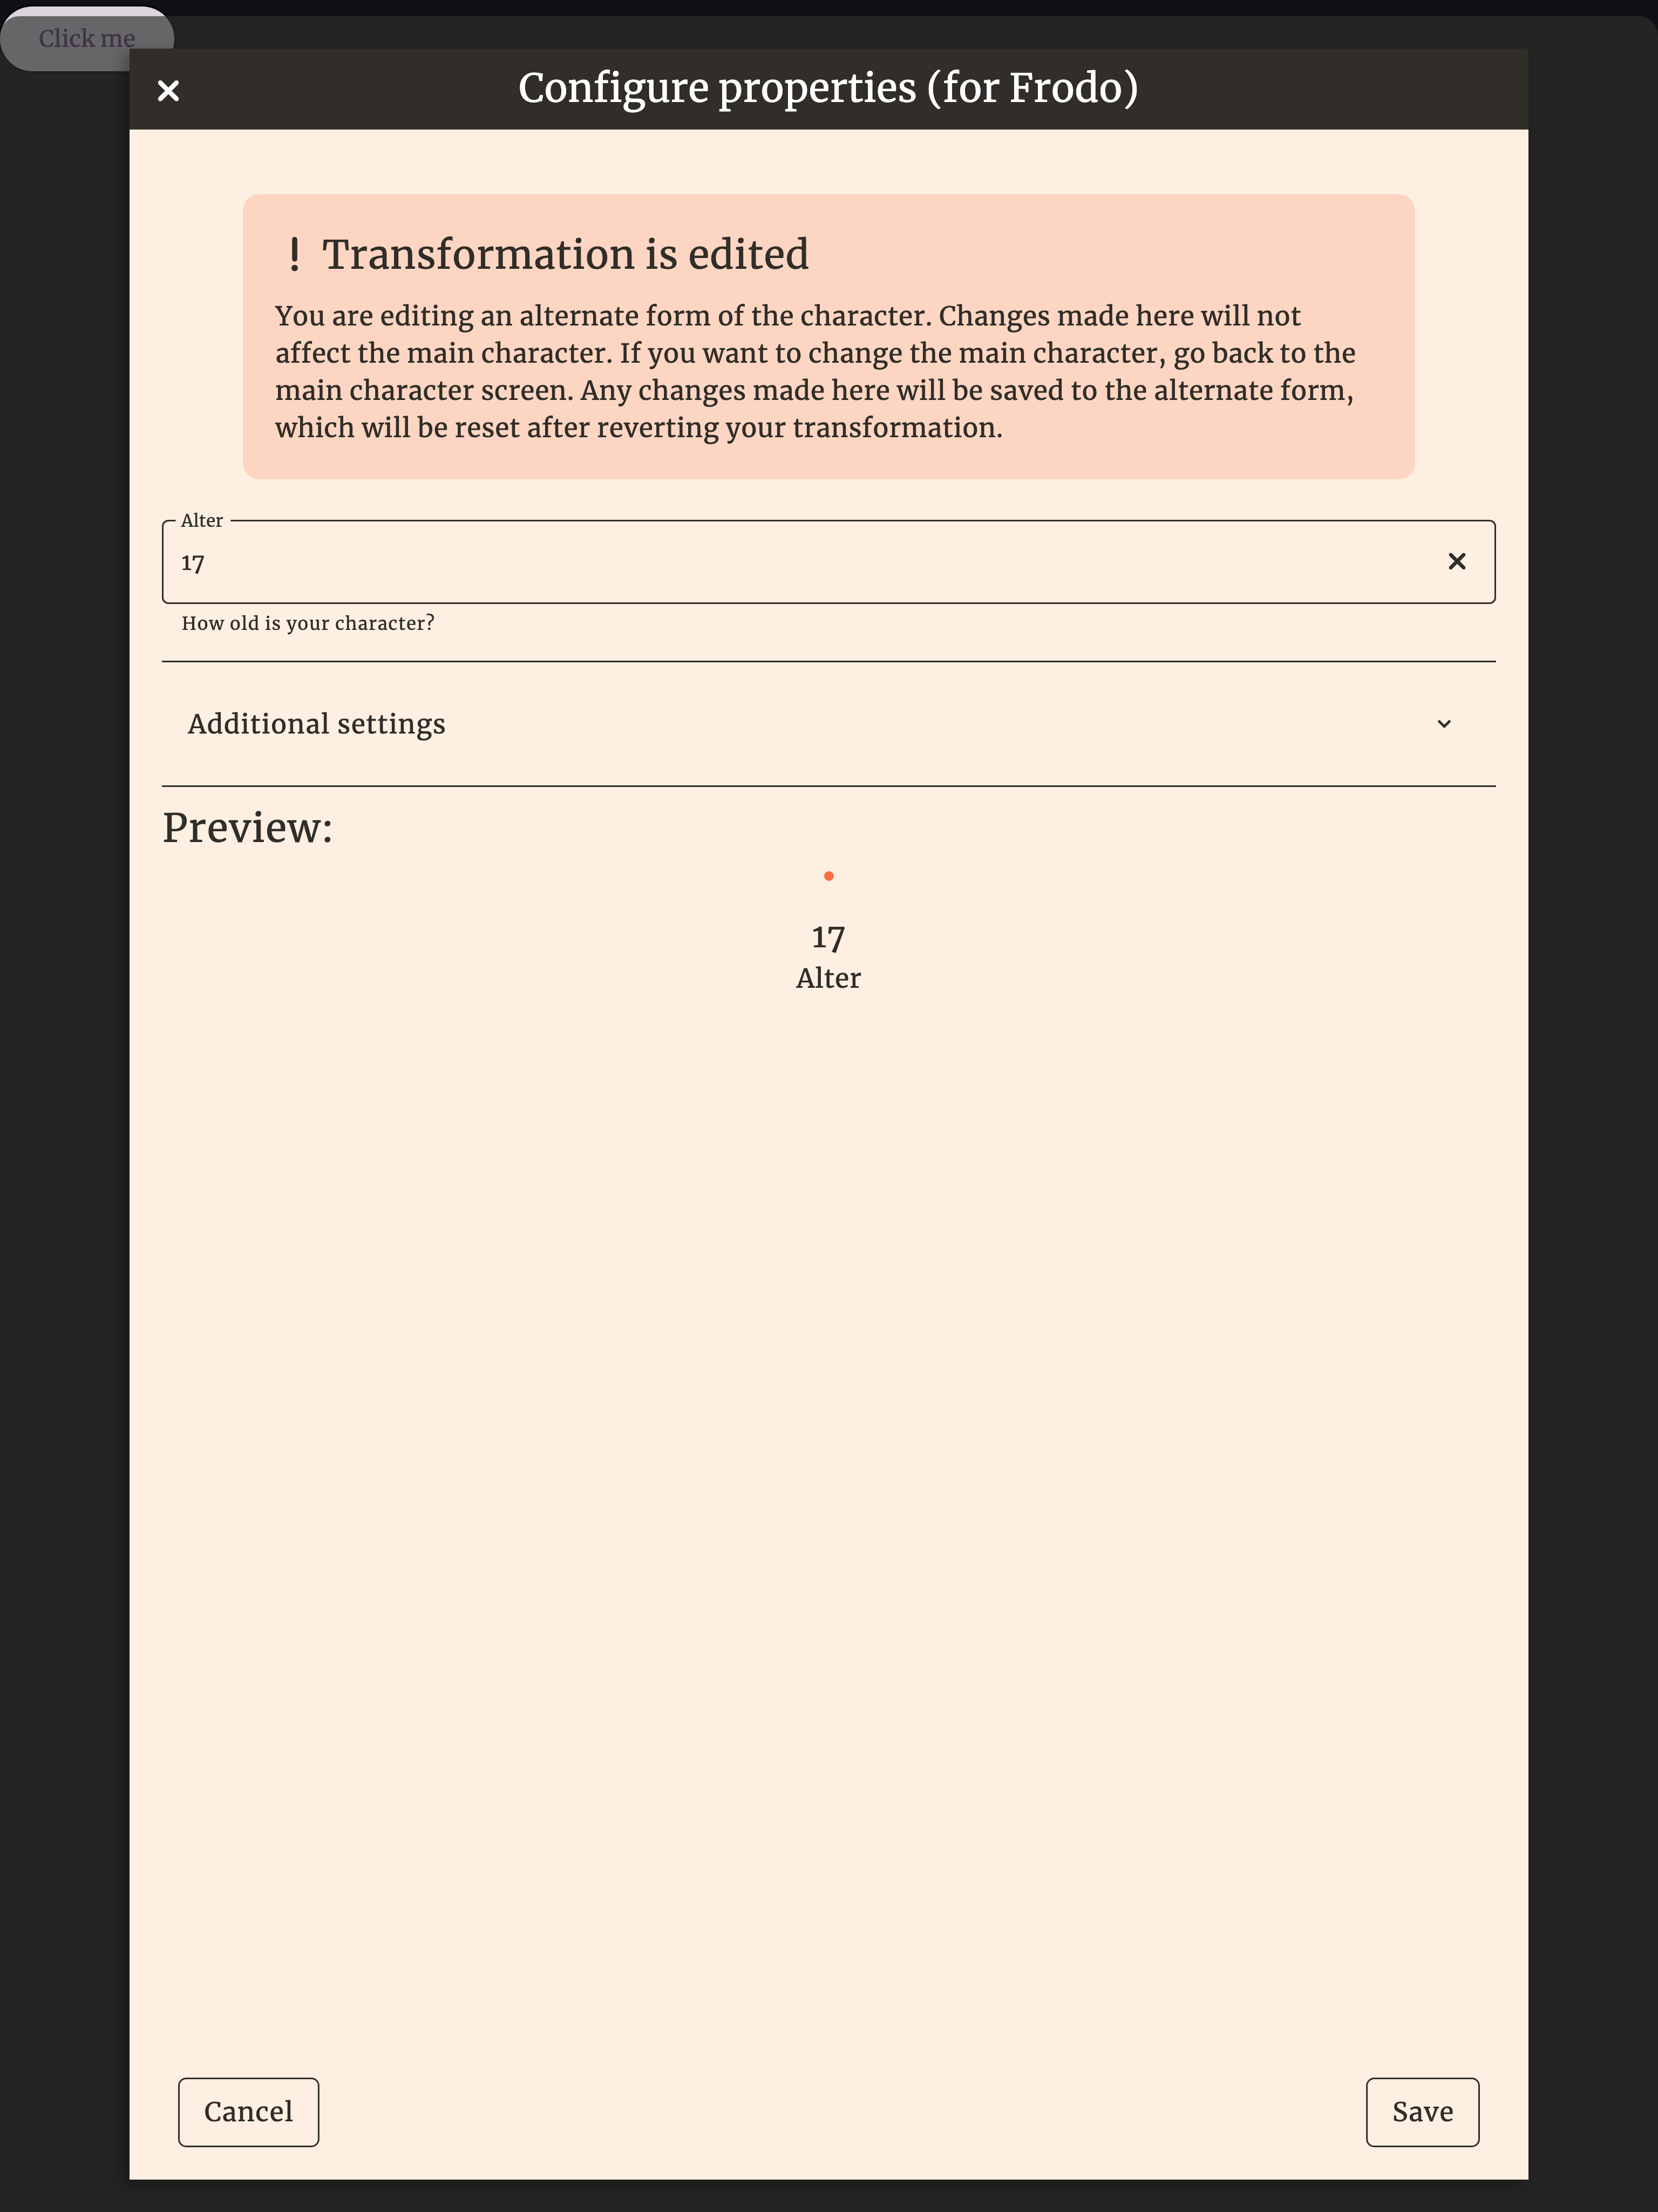 Click me
Configure properties (for Frodo)
! Transformation is edited
You are editing an alternate form of the character. Changes made here will not
affect the main character. If you want to change the main character, go back to the
main character screen. Any changes made here will be saved to the alternate form,
which will be reset after reverting your transformation.
Alter
17
How old is your character?
Additional settings
Preview:
17
Alter
Cancel
Save